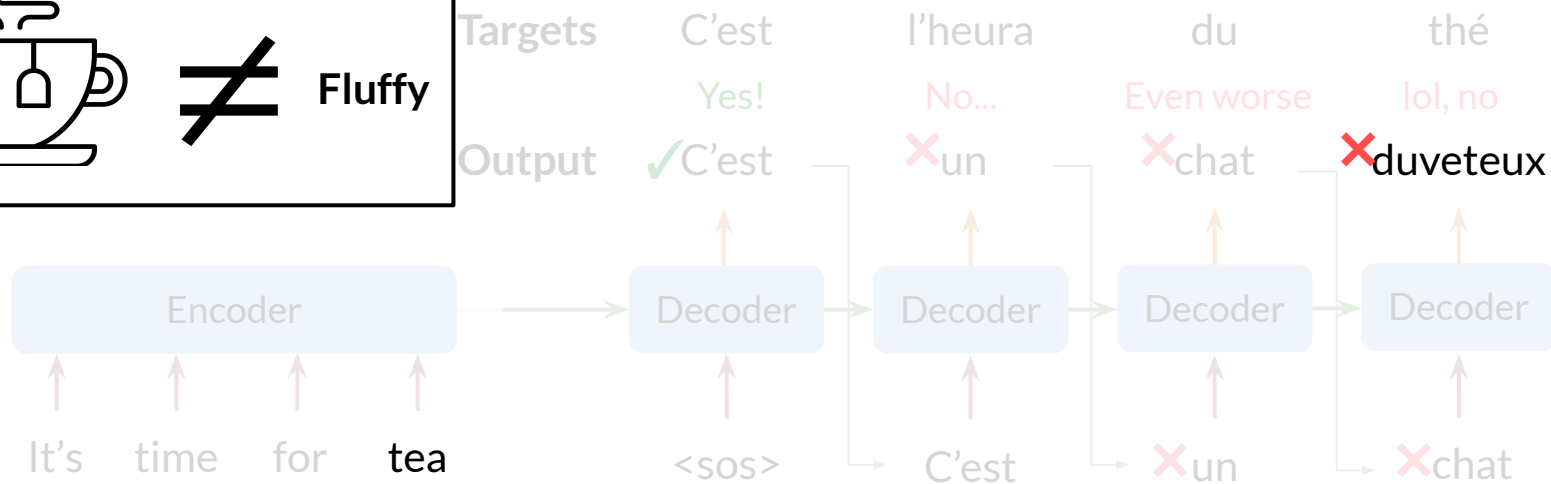 Fluffy
Targets C'est l'heura du thé
Yes! No... Even worse lol, no
Output C'est un chat duveteux
Encoder Decoder Decoder Decoder Decoder
It's time for tea <sos> C'est un chat